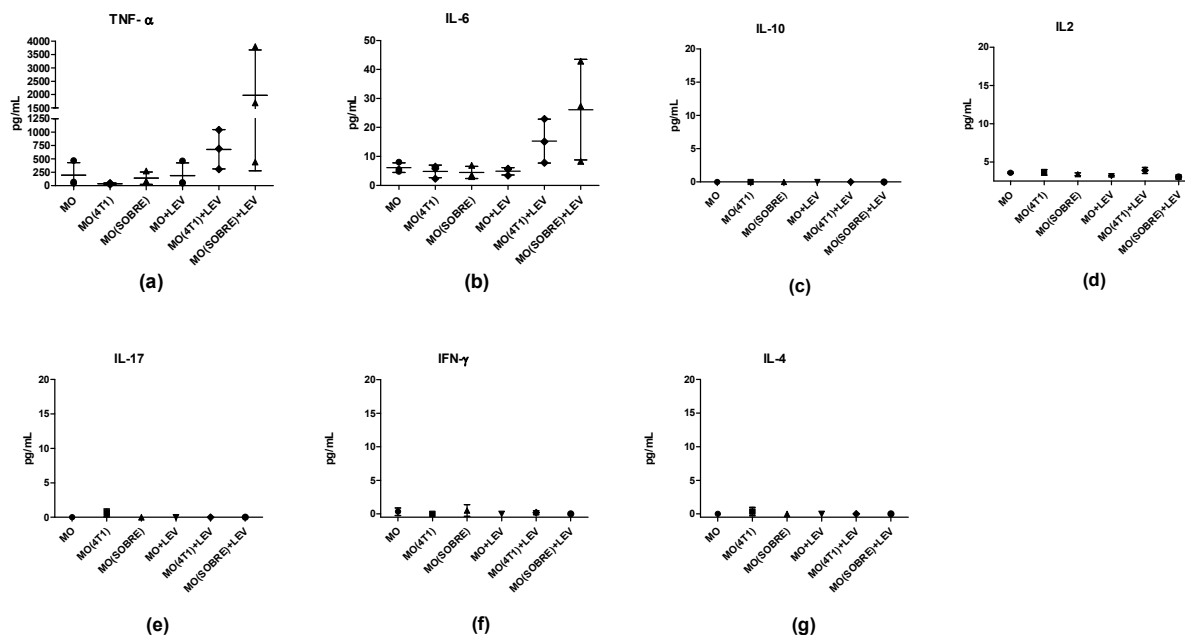 TNF- α
pg/mL
4000
3500
3000
2500
2000
1500
1000
750
500
250
0
MO
MO(4T1)
MO(SOBRE)
MO+LEV
MO(4T1)+LEV
MO(SOBRE)+LEV
(a)
IL-6
pg/mL
50
40
30
20
10
0
MO
MO(4T1)
MO(SOBRE)
MO+LEV
MO(4T1)+LEV
MO(SOBRE)+LEV
(b)
IL-10
pg/mL
20
15
10
5
0
MO
MO(4T1)
MO(SOBRE)
MO+LEV
MO(4T1)+LEV
MO(SOBRE)+LEV
(c)
IL2
pg/mL
20
15
10
5
MO
MO(4T1)
MO(SOBRE)
MO+LEV
MO(4T1)+LEV
MO(SOBRE)+LEV
(d)
IL-17
pg/mL
20
15
10
5
0
MO
MO(4T1)
MO(SOBRE)
MO+LEV
MO(4T1)+LEV
MO(SOBRE)+LEV
(e)
IFN-γ
pg/mL
20
15
10
5
0
MO
MO(4T1)
MO(SOBRE)
MO+LEV
MO(4T1)+LEV
MO(SOBRE)+LEV
(f)
IL-4
pg/mL
20
15
10
5
0
MO
MO(4T1)
MO(SOBRE)
MO+LEV
MO(4T1)+LEV
MO(SOBRE)+LEV
(g)